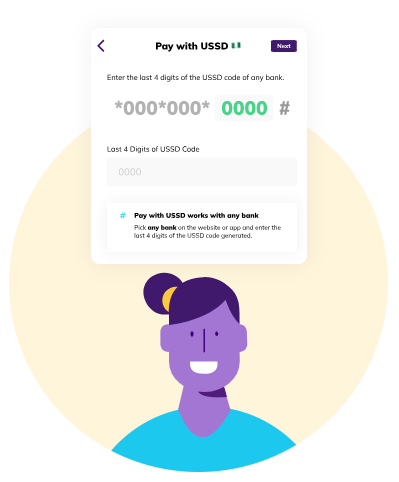 Pay with USSD 🇳🇬
Next
Enter the last 4 digits of the USSD code of any bank.
*000*000* 0000 #
Last 4 Digits of USSD Code
0000
# Pay with USSD works with any bank
Pick any bank on the website or app and enter the
last 4 digits of the USSD code generated.